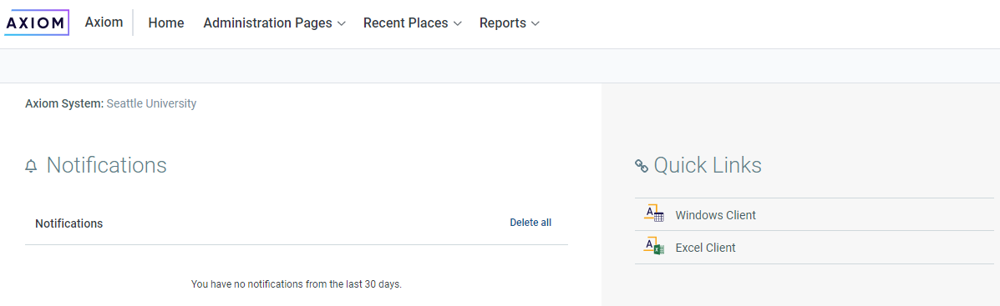 AXIOM Axiom Home Administration Pages Recent Places Reports
Axiom System: Seattle University
Notifications
Notifications Delete all
You have no notifications from the last 30 days.
Quick Links
A Windows Client
A Excel Client